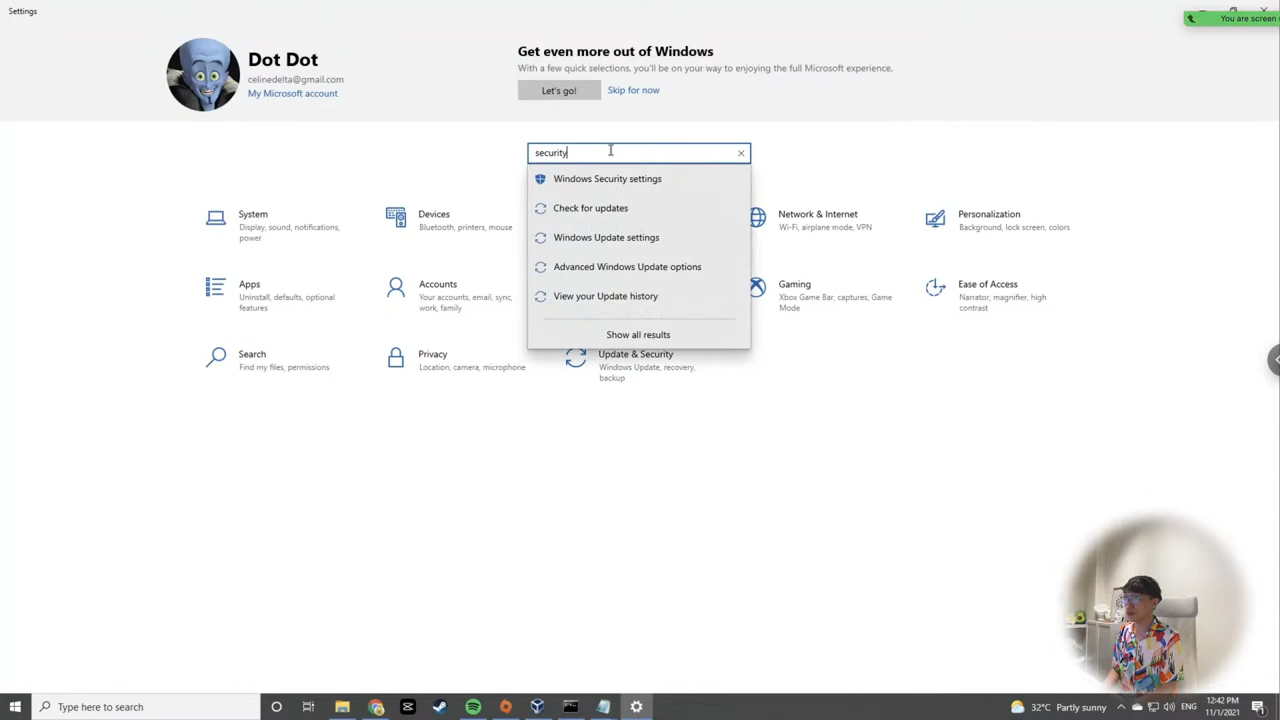 Settings
You are screen s
Dot Dot
celinedelta@gmail.com
My Microsoft account
Get even more out of Windows
With a few quick selections, you'll be on your way to enjoying the full Microsoft experience.
Let's go!
Skip for now
security
Windows Security settings
Check for updates
Windows Update settings
Advanced Windows Update options
View your Update history
Show all results
System
Display, sound, notifications,
power
Devices
Bluetooth, printers, mouse
Network & Internet
Wi-Fi, airplane mode, VPN
Personalization
Background, lock screen, colors
Apps
Uninstall, defaults, optional
features
Accounts
Your accounts, email, sync,
work, family
Gaming
Xbox Game Bar, captures, Game
Mode
Ease of Access
Narrator, magnifier, high
contrast
Search
Find my files, permissions
Privacy
Location, camera, microphone
Update & Security
Windows Update, recovery,
backup
Type here to search
32°C Partly sunny
ENG
12:42 PM
11/1/2021
1